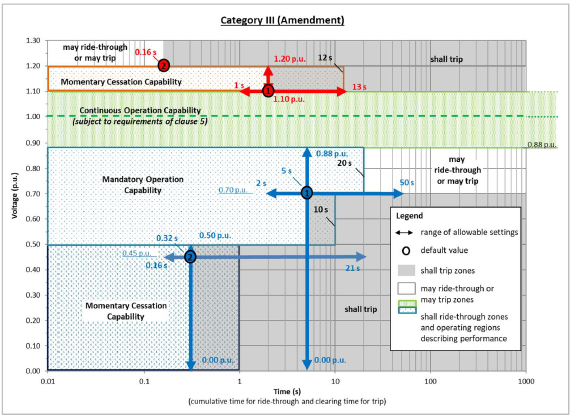 Category III (Amendment)
1.30
1.20
1.10
1.00
0.90
0.80
0.70
0.60
0.50
0.40
0.30
0.20
0.10
0.00
Voltage (p.u.)
may ride-through
or may trip
0.16 s
2
1.20 p.u.
12 s
shall trip
Momentary Cessation Capability
1 s
1
13 s
1.10 p.u.
Continuous Operation Capability
(subject to requirements of clause 5)
0.88 p.u.
0.88 p.u.
20 s
may
ride-through
or may trip
Mandatory Operation
Capability
5 s
2 s
50 s
0.70 p.u.
1
10 s
0.32 s
0.50 p.u.
0.45 p.u.
2
0.16 s
21 s
Momentary Cessation
Capability
shall trip
0.00 p.u.
0.00 p.u.
Legend
range of allowable settings
default value
shall trip zones
may ride-through or
may trip zones
shall ride-through zones
and operating regions
describing performance
0.01
0.1
1
10
100
1000
Time (s)
(cumulative time for ride-through and clearing time for trip)